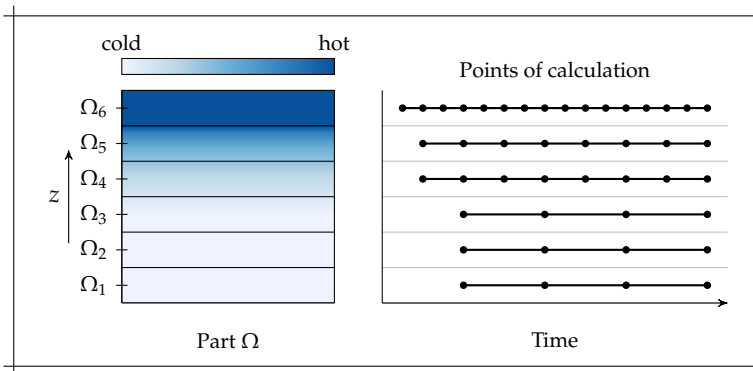 cold hot
Points of calculation
Ω6
Ω5
Ω4
Ω3
Ω2
Ω1
z
Part Ω
Time